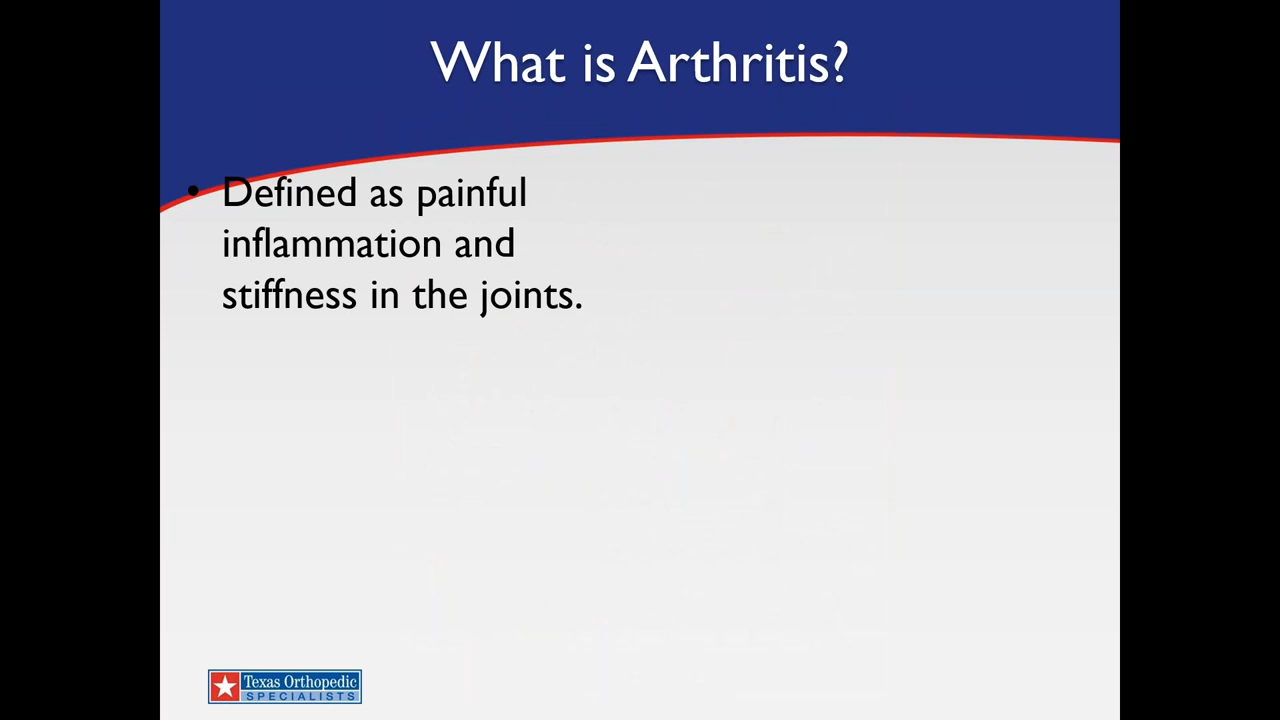 What is Arthritis?
• Defined as painful
inflammation and
stiffness in the joints.
Texas Orthopedic
SPECIALISTS